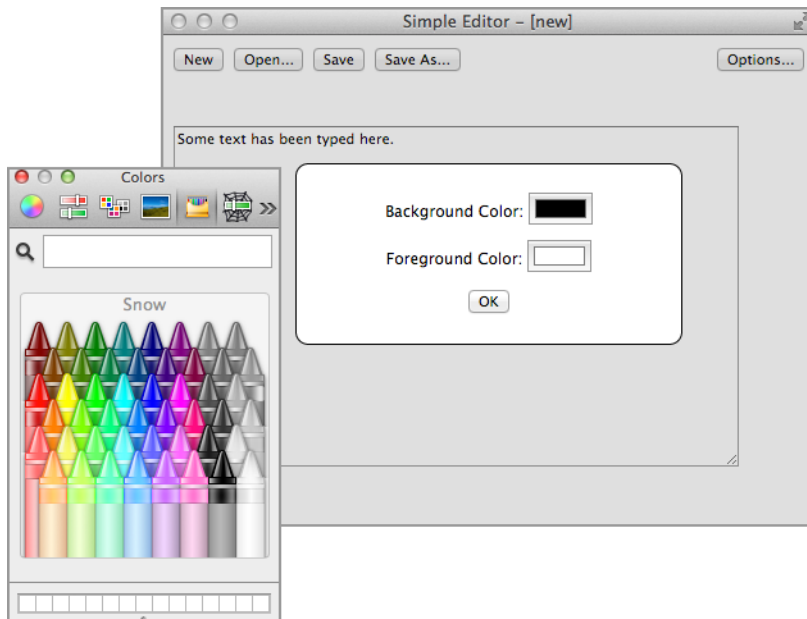 Simple Editor – [new]
New Open... Save Save As... Options...
Some text has been typed here.
Colors
Background Color:
Foreground Color:
OK
Snow